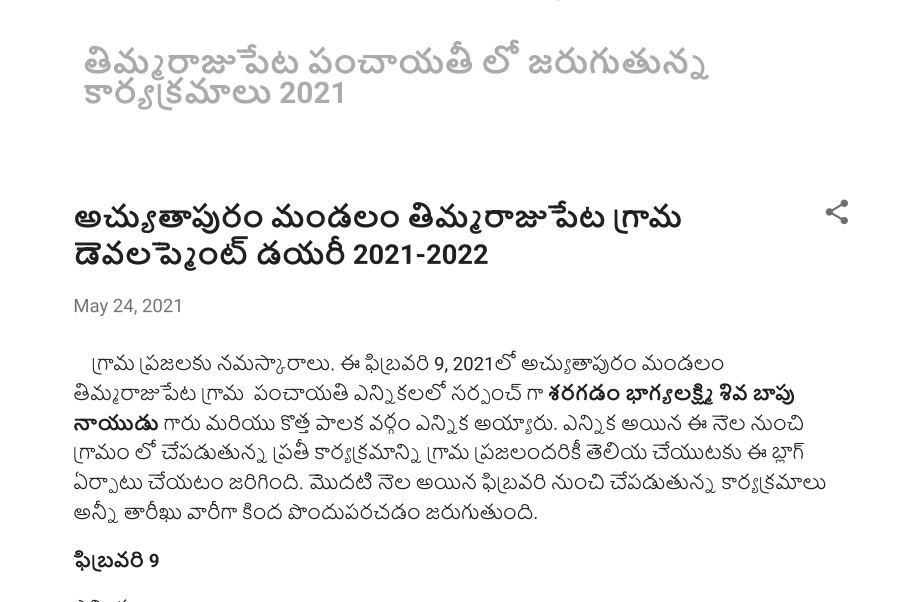 తిమ్మరాజుపేట పంచాయతీ లో జరుగుతున్న
కార్యక్రమాలు 2021
అచ్యుతాపురం మండలం తిమ్మరాజుపేట గ్రామ
డెవలప్మెంట్ డయరీ 2021-2022
May 24, 2021
గ్రామ ప్రజలకు నమస్కారాలు. ఈ ఫిబ్రవరి 9, 2021లో అచ్యుతాపురం మండలం
తిమ్మరాజుపేట గ్రామ పంచాయతి ఎన్నికలలో సర్పంచ్ గా శరగడం భాగ్యలక్ష్మి శివ బాపు
నాయుడు గారు మరియు కొత్త పాలక వర్గం ఎన్నిక అయ్యారు. ఎన్నిక అయిన ఈ నెల నుంచి
గ్రామం లో చేపడుతున్న ప్రతీ కార్యక్రమాన్ని గ్రామ ప్రజలందరికీ తెలియ చేయుటకు ఈ బ్లాగ్
ఏర్పాటు చేయటం జరిగింది. మొదటి నెల అయిన ఫిబ్రవరి నుంచి చేపడుతున్న కార్యక్రమాలు
అన్నీ తారీఖు వారీగా కింద పొందుపరచడం జరుగుతుంది.
ఫిబ్రవరి 9